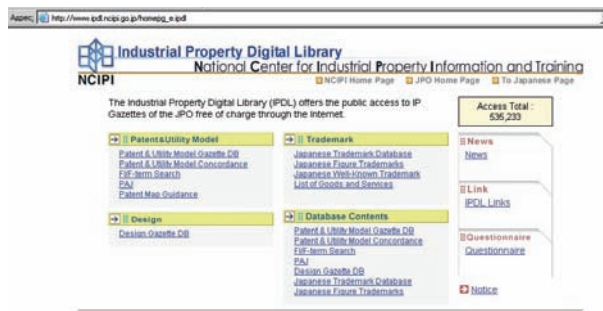 Адрес: http://www.ipdl.ncipi.go.jp/homepg_e.ipdl
Industrial Property Digital Library
National Center for Industrial Property Information and Training
NCIPI
NCIPI Home Page JPO Home Page To Japanese Page
The Industrial Property Digital Library (IPDL) offers the public access to IP
Gazettes of the JPO free of charge through the Internet.
Access Total :
535,233
Patent&Utility Model
Patent & Utility Model Gazette DB
Patent & Utility Model Concordance
FI/F-term Search
PAJ
Patent Map Guidance
Trademark
Japanese Trademark Database
Japanese Figure Trademarks
Japanese Well-Known Trademark
List of Goods and Services
News
News
Design
Design Gazette DB
Database Contents
Patent & Utility Model Gazette DB
Patent & Utility Model Concordance
FI/F-term Search
PAJ
Design Gazette DB
Japanese Trademark Database
Japanese Figure Trademarks
Link
IPDL Links
Questionnaire
Questionnaire
Notice